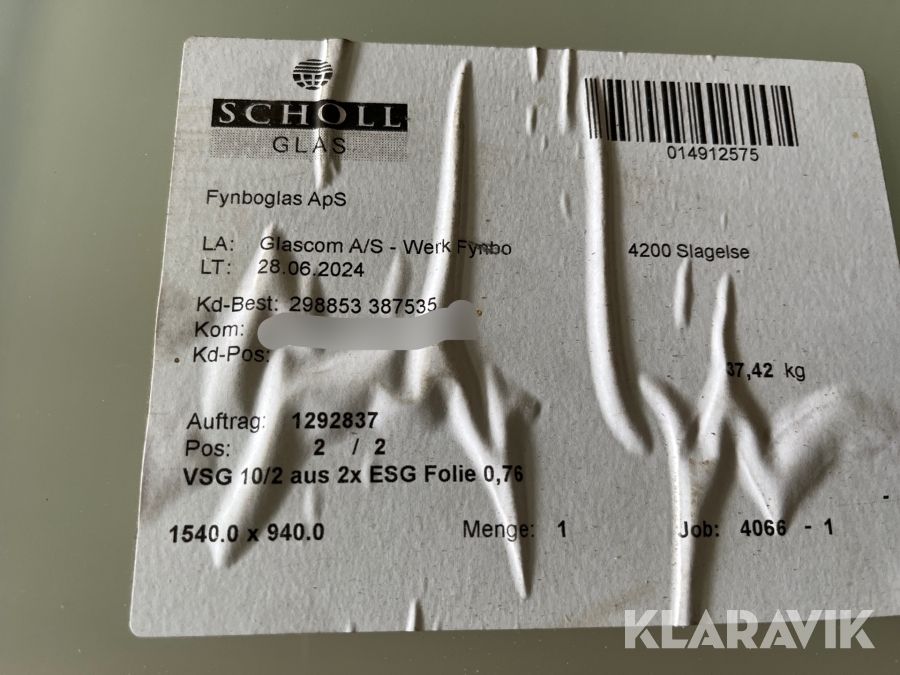 SCHOLL
GLAS
014912575
Fynboglas ApS
LA: Glascom A/S - Werk Fynbo 4200 Slagelse
LT: 28.06.2024
Kd-Best: 298853 387535
Kom:
Kd-Pos:
37,42 kg
Auftrag: 1292837
Pos: 2 / 2
VSG 10/2 aus 2x ESG Folie 0,76
-
1540.0 x 940.0 Menge: 1 Job: 4066 - 1
KLARAVIK